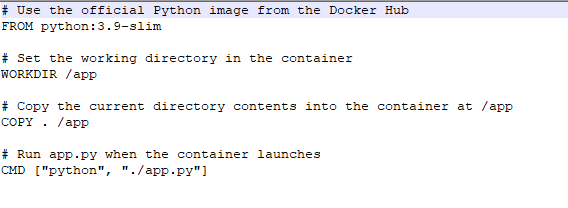 # Use the official Python image from the Docker Hub
FROM python:3.9-slim
# Set the working directory in the container
WORKDIR /app
# Copy the current directory contents into the container at /app
COPY . /app
# Run app.py when the container launches
CMD ["python", "./app.py"]